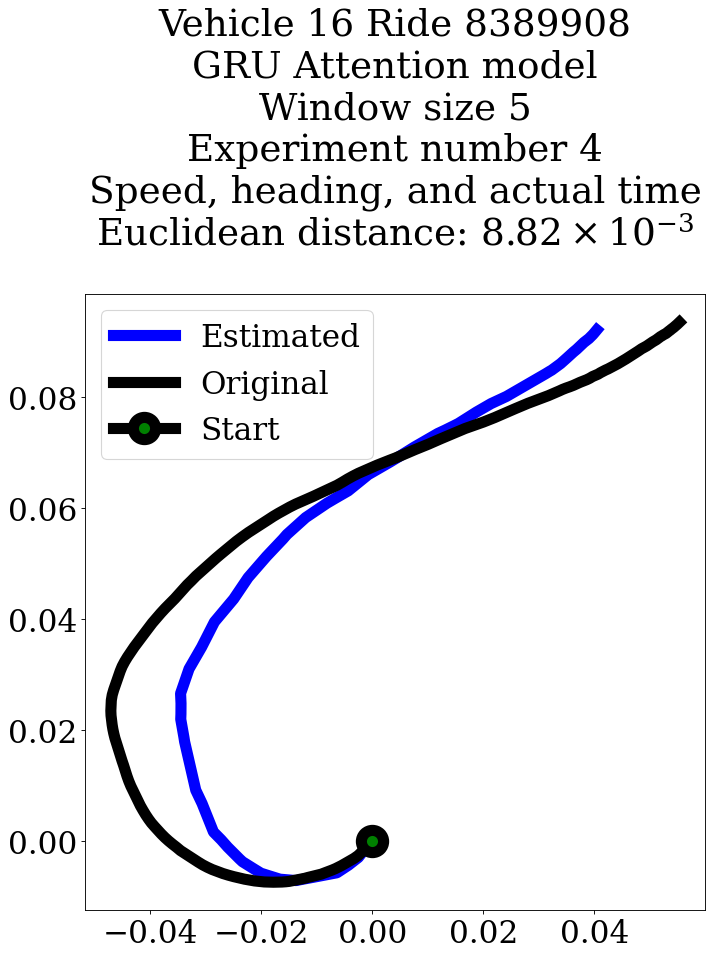 Vehicle 16 Ride 8389908
GRU Attention model
Window size 5
Experiment number 4
Speed, heading, and actual time
Euclidean distance: 8.82 × 10⁻³
Estimated
Original
Start
0.08
0.06
0.04
0.02
0.00
−0.04 −0.02 0.00 0.02 0.04